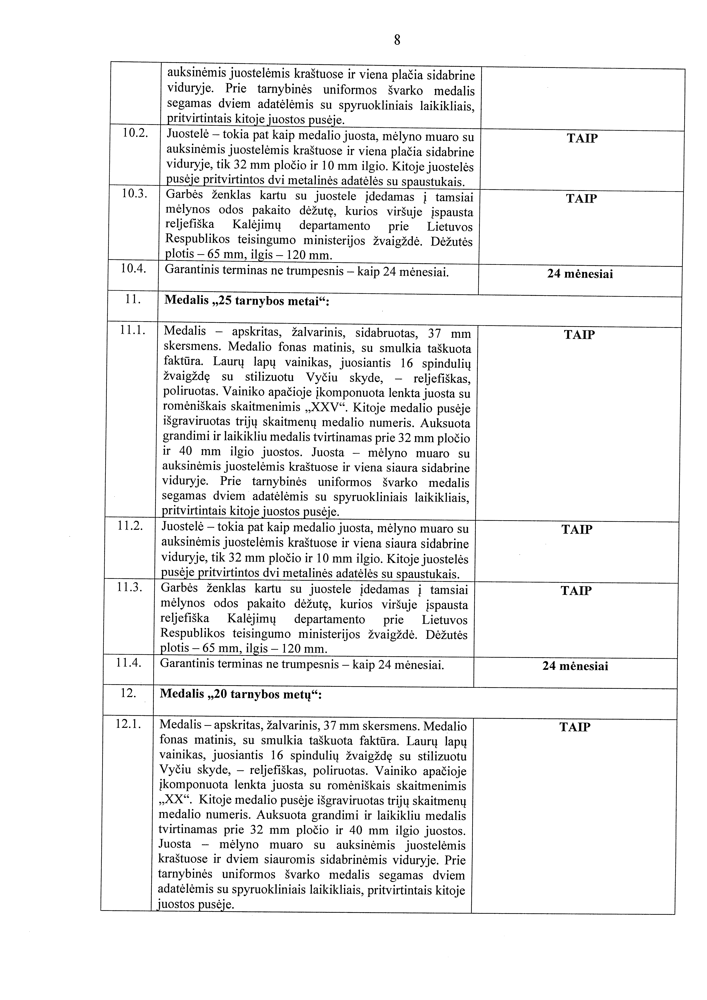 8
auksinėmis juostelėmis kraštuose ir viena plačia sidabrine
viduryje. Prie tarnybinės uniformos švarko medalis
segamas dviem adatėlėmis su spyruokliniais laikikliais,
pritvirtintais kitoje juostos pusėje.
10.2. Juostelė – tokia pat kaip medalio juosta, mėlyno muaro su TAIP
auksinėmis juostelėmis kraštuose ir viena plačia sidabrine
viduryje, tik 32 mm pločio ir 10 mm ilgio. Kitoje juostelės
pusėje pritvirtintos dvi metalinės adatėlės su spaustukais.
10.3. Garbės ženklas kartu su juostele įdedamas į tamsiai TAIP
mėlynos odos pakaito dėžutę, kurios viršuje įspausta
reljefiška Kalėjimų departamento prie Lietuvos
Respublikos teisingumo ministerijos žvaigždė. Dėžutės
plotis – 65 mm, ilgis – 120 mm.
10.4. Garantinis terminas ne trumpesnis – kaip 24 mėnesiai. 24 mėnesiai
11. Medalis „25 tarnybos metai“:
11.1. Medalis – apskritas, žalvarinis, sidabruotas, 37 mm TAIP
skersmens. Medalio fonas matinis, su smulkia taškuota
faktūra. Laurų lapų vainikas, juosiantis 16 spindulių
žvaigždę su stilizuotu Vyčiu skyde, – reljefiškas,
poliruotas. Vainiko apačioje įkomponuota lenkta juosta su
romėniškais skaitmenimis „XXV“. Kitoje medalio pusėje
išgraviruotas trijų skaitmenų medalio numeris. Auksuota
grandimi ir laikikliu medalis tvirtinamas prie 32 mm pločio
ir 40 mm ilgio juostos. Juosta – mėlyno muaro su
auksinėmis juostelėmis kraštuose ir viena siaura sidabrine
viduryje. Prie tarnybinės uniformos švarko medalis
segamas dviem adatėlėmis su spyruokliniais laikikliais,
pritvirtintais kitoje juostos pusėje.
11.2. Juostelė – tokia pat kaip medalio juosta, mėlyno muaro su TAIP
auksinėmis juostelėmis kraštuose ir viena siaura sidabrine
viduryje, tik 32 mm pločio ir 10 mm ilgio. Kitoje juostelės
pusėje pritvirtintos dvi metalinės adatėlės su spaustukais.
11.3. Garbės ženklas kartu su juostele įdedamas į tamsiai TAIP
mėlynos odos pakaito dėžutę, kurios viršuje įspausta
reljefiška Kalėjimų departamento prie Lietuvos
Respublikos teisingumo ministerijos žvaigždė. Dėžutės
plotis – 65 mm, ilgis – 120 mm.
11.4. Garantinis terminas ne trumpesnis – kaip 24 mėnesiai. 24 mėnesiai
12. Medalis „20 tarnybos metų“:
12.1. Medalis – apskritas, žalvarinis, 37 mm skersmens. Medalio TAIP
fonas matinis, su smulkia taškuota faktūra. Laurų lapų
vainikas, juosiantis 16 spindulių žvaigždę su stilizuotu
Vyčiu skyde, – reljefiškas, poliruotas. Vainiko apačioje
įkomponuota lenkta juosta su romėniškais skaitmenimis
„XX“. Kitoje medalio pusėje išgraviruotas trijų skaitmenų
medalio numeris. Auksuota grandimi ir laikikliu medalis
tvirtinamas prie 32 mm pločio ir 40 mm ilgio juostos.
Juosta – mėlyno muaro su auksinėmis juostelėmis
kraštuose ir dviem siauromis sidabrinėmis viduryje. Prie
tarnybinės uniformos švarko medalis segamas dviem
adatėlėmis su spyruokliniais laikikliais, pritvirtintais kitoje
juostos pusėje.